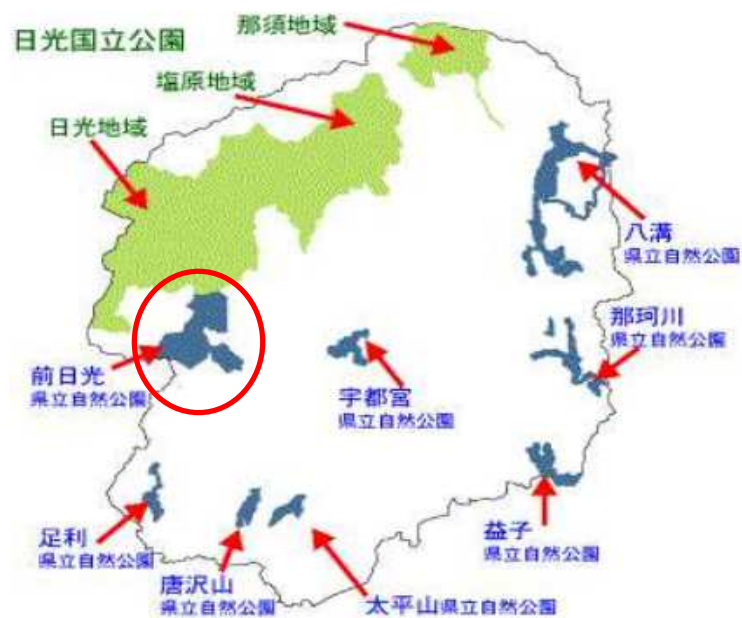 日光国立公園
那須地域
塩原地域
日光地域
八溝
県立自然公園
那珂川
県立自然公園
前日光
県立自然公園
宇都宮
県立自然公園
足利
県立自然公園
唐沢山
県立自然公園
太平山県立自然公園
益子
県立自然公園